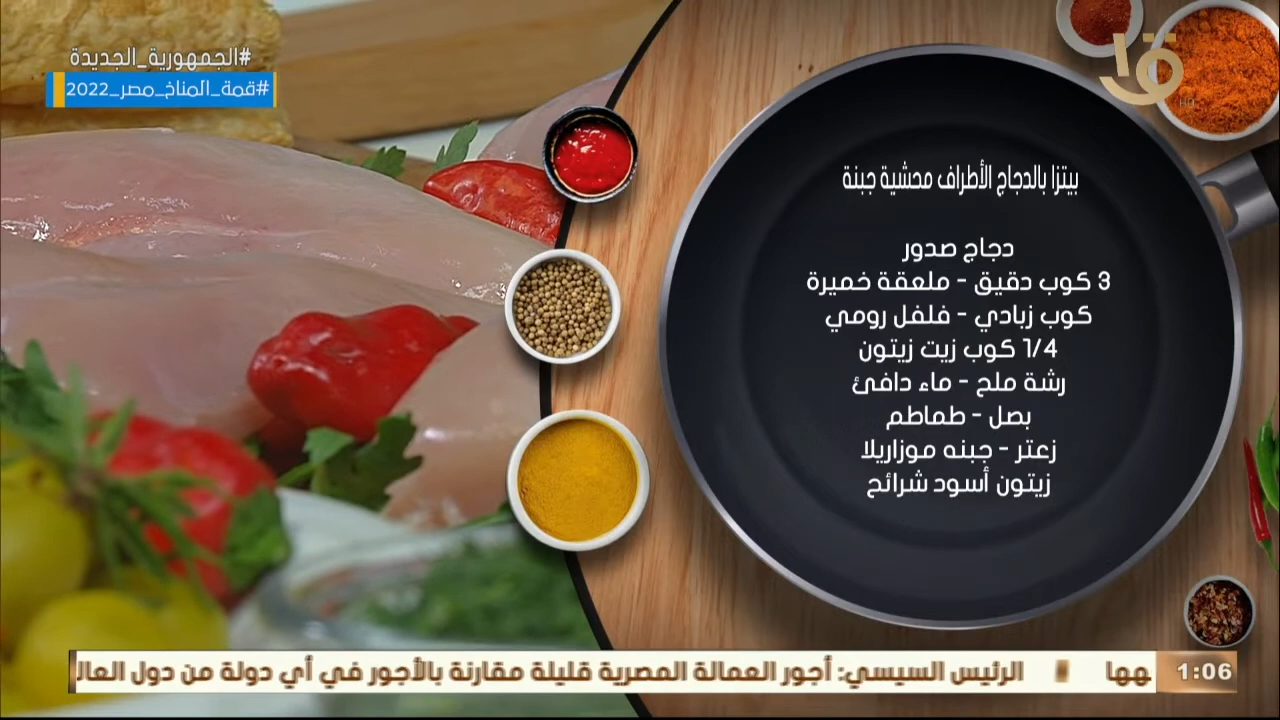 #الجمهورية_الجديدة
#قمة_المناخ_مصر_2022
HD
بيتزا بالدجاج الأطراف محشية جبنة
دجاج صدور
3 كوب دقيق - ملعقة خميرة
كوب زبادي - فلفل رومي
1/4 كوب زيت زيتون
رشة ملح - ماء دافئ
بصل - طماطم
زعتر - جبنه موزاريلا
زيتون أسود شرائح
1:06 الرئيس السيسي: أجور العمالة المصرية قليلة مقارنة بالأجور في أي دولة من دول العال